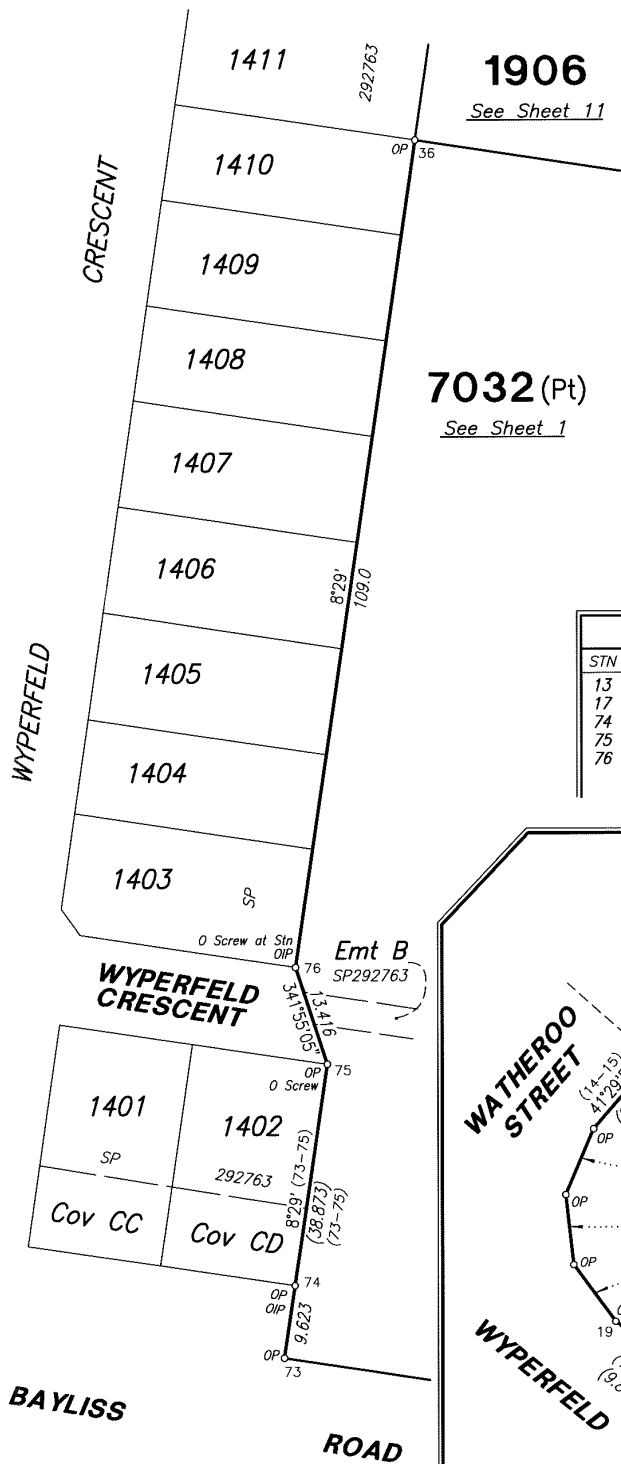 1411
292763
1906
See Sheet 11
OP
36
1410
CRESCENT
1409
1408
7032 (Pt)
See Sheet 1
1407
1406
8°29'
109.0
1405
WYPERFELD
1404
1403
SP
O Screw at Stn
OIP
76
Emt B
SP292763
WYPERFELD
CRESCENT
13.416
341°55'05"
OP
75
O Screw
1401
1402
SP
292763
Cov CC
Cov CD
8°29' (73-75)
(38.873)
(73-75)
74
OP
OIP
9.623
OP
73
BAYLISS
ROAD
STN
13
17
74
75
76
WATHEROO
STREET
(14-15)
OP
OP
OP
19
WYPERFELD